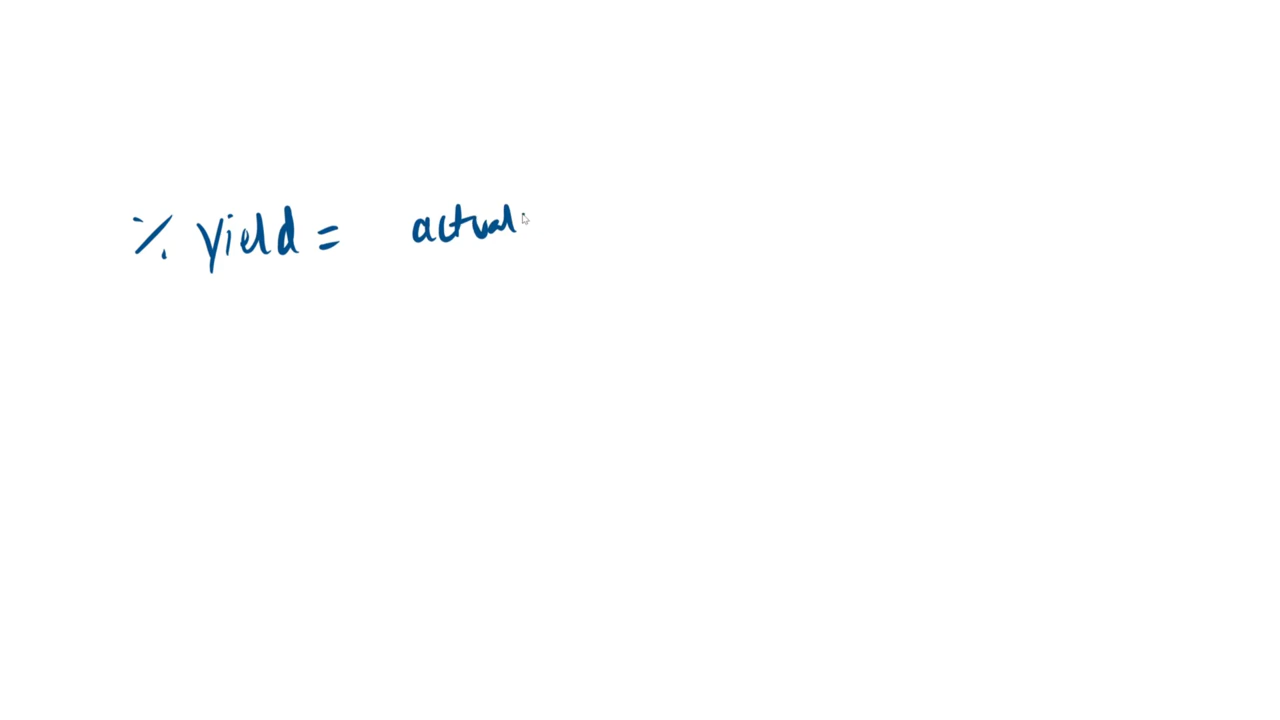 % yield = actual